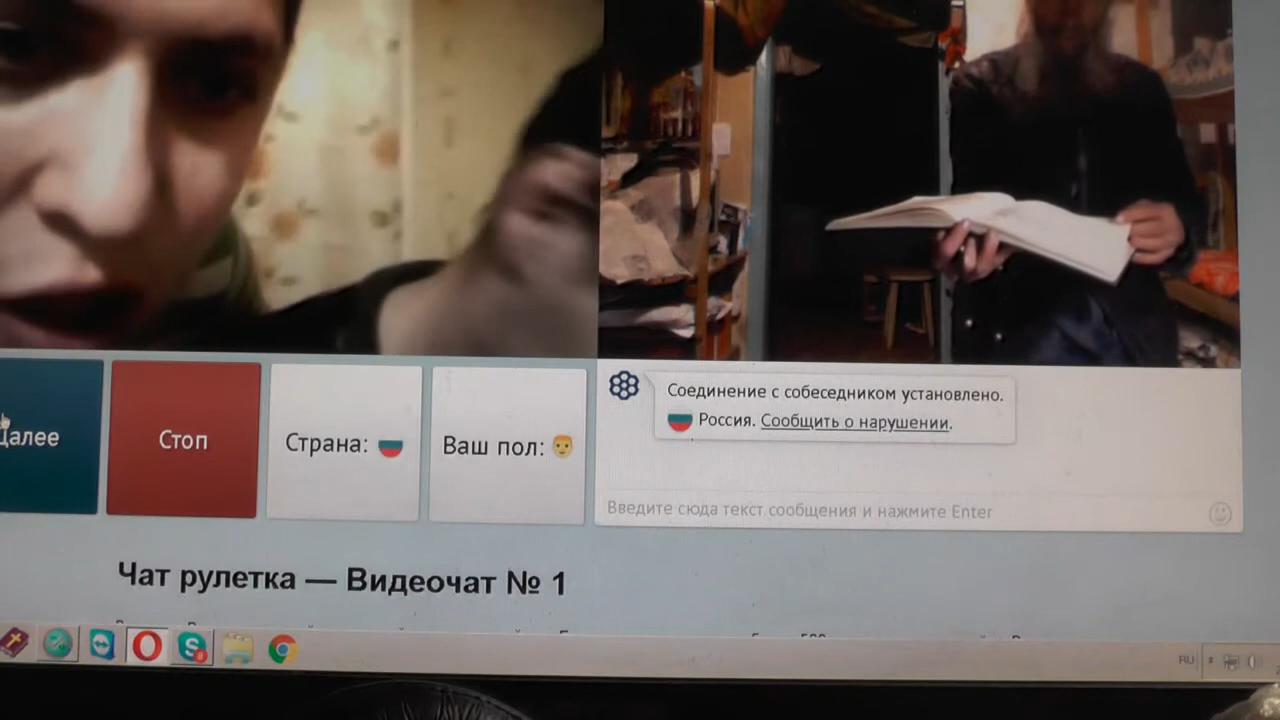 Далее
Стоп
Страна:
Ваш пол:
Соединение с собеседником установлено.
Россия. Сообщить о нарушении.
Введите сюда текст сообщения и нажмите Enter
Чат рулетка — Видеочат № 1
RU